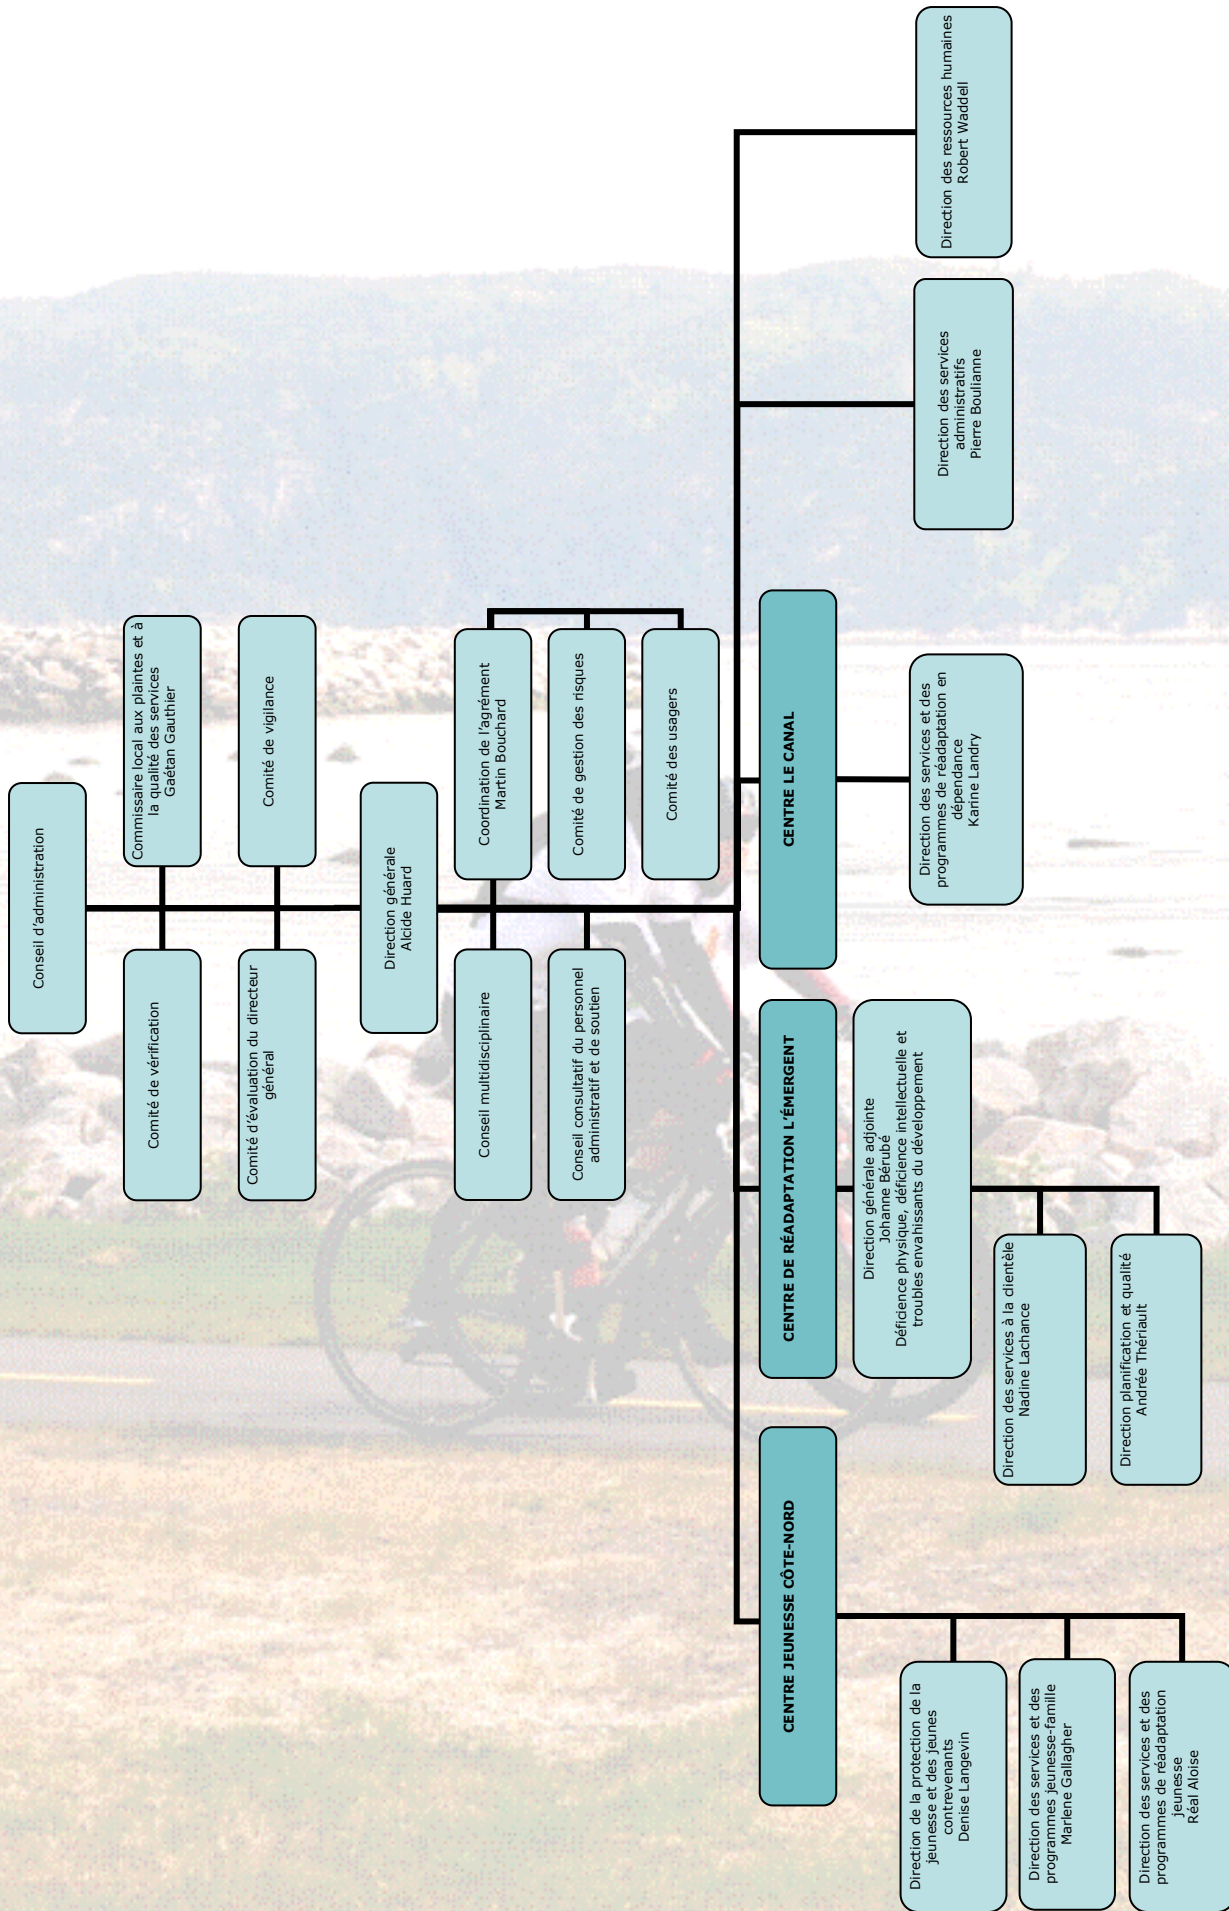 Conseil d'administration
Comité de vérification
Commissaire local aux plaintes et à
la qualité des services
Gaétan Gauthier
Comité d'évaluation du directeur
général
Comité de vigilance
Direction générale
Alcide Huard
Conseil multidisciplinaire
Coordination de l'agrément
Martin Bouchard
Conseil consultatif du personnel
administratif et de soutien
Comité de gestion des risques
Comité des usagers
CENTRE JEUNESSE CÔTE-NORD
CENTRE DE RÉADAPTATION L'ÉMERGENT
CENTRE LE CANAL
Direction de la protection de la
jeunesse et des jeunes
contrevenants
Denise Langevin
Direction des services et des
programmes jeunesse-famille
Marlene Gallagher
Direction des services et des
programmes de réadaptation
jeunesse
Réal Aloise
Direction générale adjointe
Johanne Bérubé
Déficience physique, déficience intellectuelle et
troubles envahissants du développement
Direction des services à la clientèle
Nadine Lachance
Direction planification et qualité
Andrée Thériault
Direction des services et des
programmes de réadaptation en
dépendance
Karine Landry
Direction des services
administratifs
Pierre Boulianne
Direction des ressources humaines
Robert Waddell